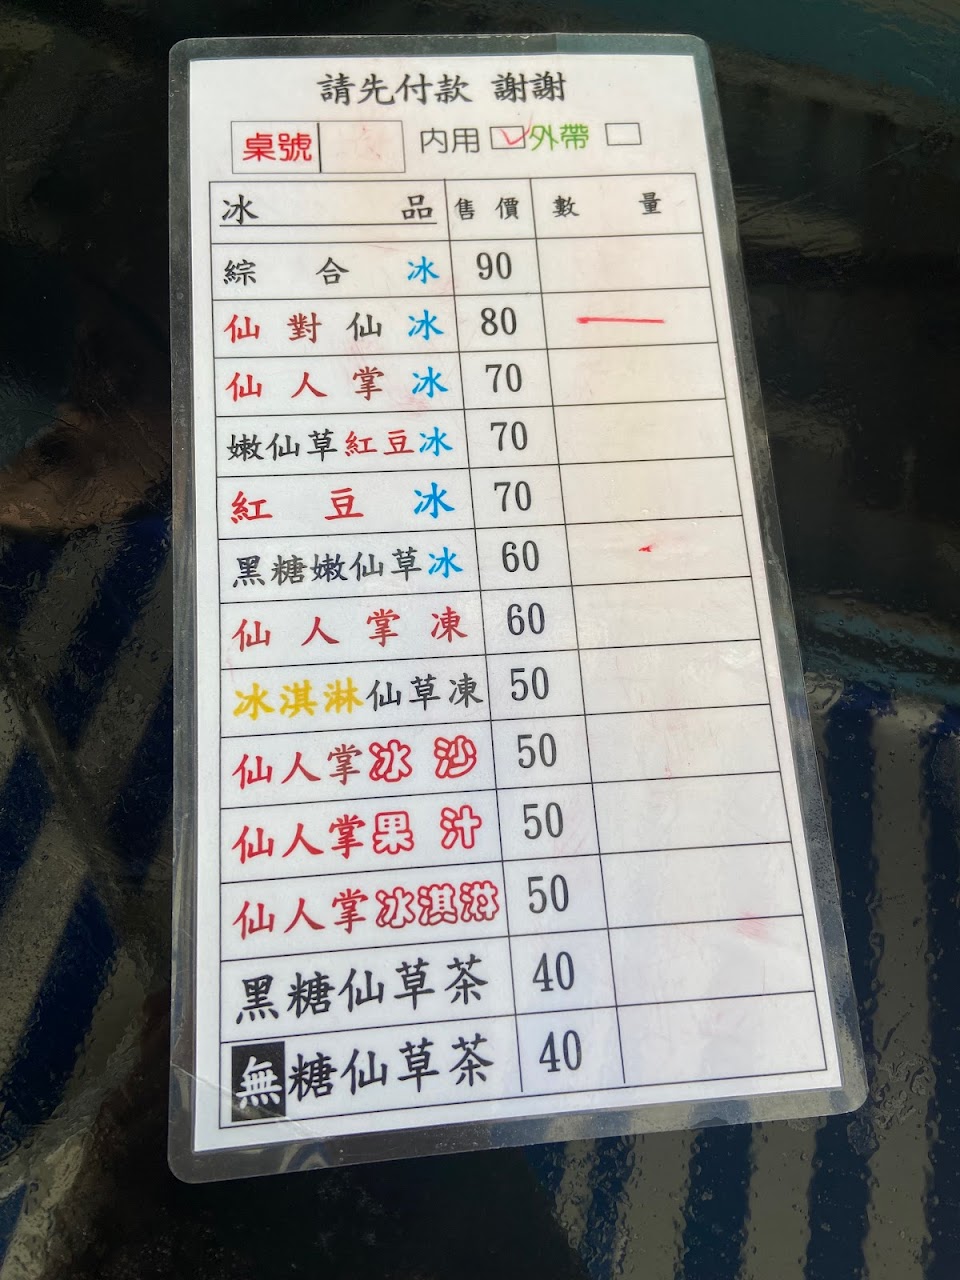 請先付款 謝謝
桌號 內用 外帶
冰品 售價 數量
綜合冰 90
仙對仙冰 80
仙人掌冰 70
嫩仙草紅豆冰 70
紅豆冰 70
黑糖嫩仙草冰 60
仙人掌凍 60
冰淇淋仙草凍 50
仙人掌冰沙 50
仙人掌果汁 50
仙人掌冰淇淋 50
黑糖仙草茶 40
無糖仙草茶 40